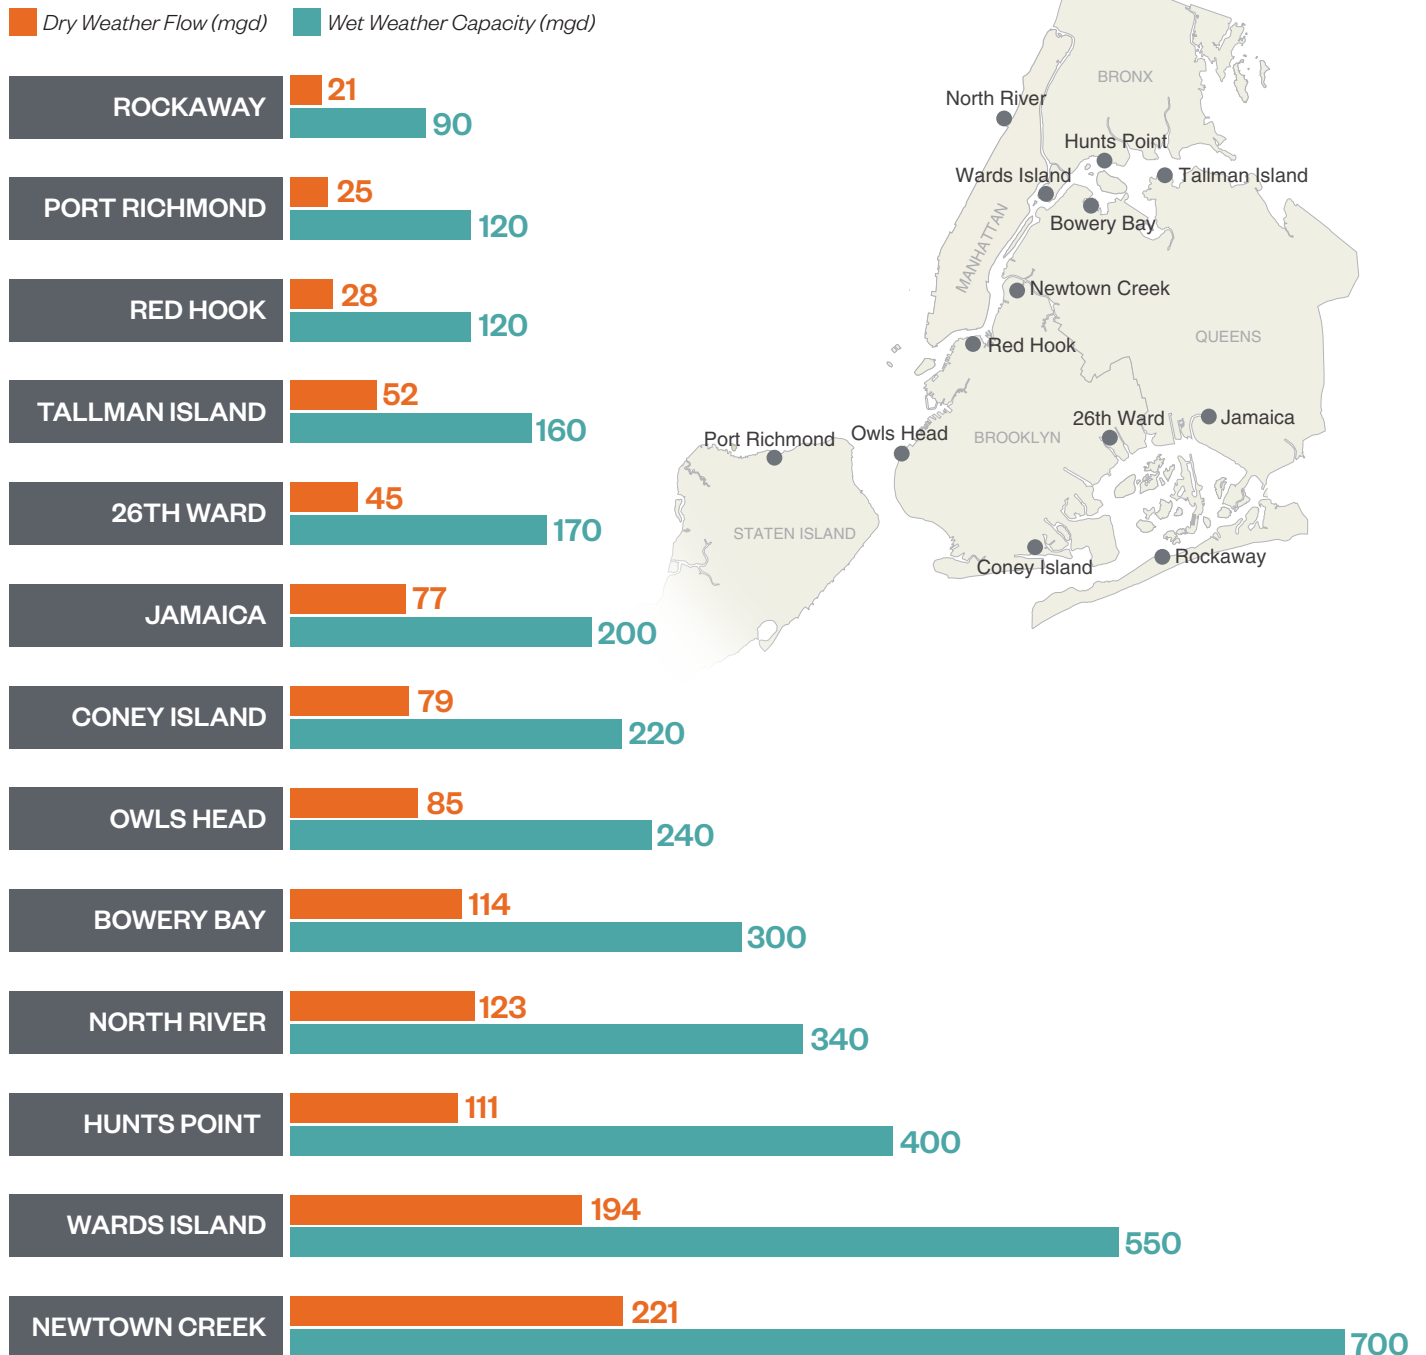 Dry Weather Flow (mgd) Wet Weather Capacity (mgd)
ROCKAWAY
21
90
PORT RICHMOND
25
120
RED HOOK
28
120
TALLMAN ISLAND
52
160
26TH WARD
45
170
JAMAICA
77
200
CONEY ISLAND
79
220
OWLS HEAD
85
240
BOWERY BAY
114
300
NORTH RIVER
123
340
HUNTS POINT
111
400
WARDS ISLAND
194
550
NEWTOWN CREEK
221
700
BRONX
North River
Hunts Point
Wards Island
Tallman Island
Bowery Bay
MANHATTAN
Newtown Creek
QUEENS
Red Hook
26th Ward
Jamaica
Port Richmond
Owls Head
BROOKLYN
STATEN ISLAND
Coney Island
Rockaway